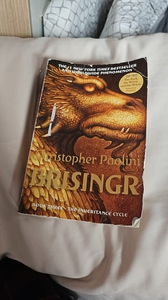 THE #1 NEW YORK TIMES BESTSELLER
AND WORLDWIDE PHENOMENON
Christopher Paolini
BRISINGR
BOOK THREE • THE INHERITANCE CYCLE